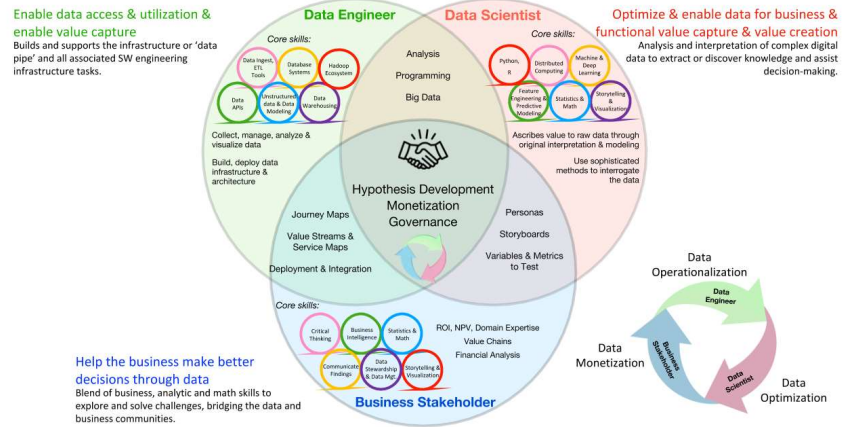 Enable data access & utilization &
enable value capture
Builds and supports the infrastructure or 'data
pipe' and all associated SW engineering
infrastructure tasks.
Data Engineer
Data Scientist
Optimize & enable data for business &
functional value capture & value creation
Analysis and interpretation of complex digital
data to extract or discover knowledge and assist
decision-making.
Core skills:
Data Ingest,
ETL
Tools
Database
Systems
Hadoop
Ecosystem
Data
APIs
Unstructured
data & Data
Modeling
Data
Warehousing
Collect, manage, analyze &
visualize data
Build, deploy data
infrastructure &
architecture
Analysis
Programming
Big Data
Core skills:
Python,
R
Distributed
Computing
Machine &
Deep
Learning
Feature
Engineering &
Predictive
Modeling
Statistics &
Math
Storytelling
& Visualization
Ascribes value to raw data through
original interpretation & modeling
Use sophisticated
methods to interrogate
the data
Hypothesis Development
Monetization
Governance
Journey Maps
Value Streams &
Service Maps
Deployment & Integration
Personas
Storyboards
Variables & Metrics
to Test
Core skills:
Critical
Thinking
Business
Intelligence
Statistics &
Math
Communicate
Findings
Data
Stewardship
& Data Mgt.
Storytelling &
Visualization
ROI, NPV, Domain Expertise
Value Chains
Financial Analysis
Business Stakeholder
Help the business make better
decisions through data
Blend of business, analytic and math skills to
explore and solve challenges, bridging the data and
business communities.
Data
Operationalization
Data
Engineer
Data
Monetization
Business
Stakeholder
Data
Scientist
Data
Optimization